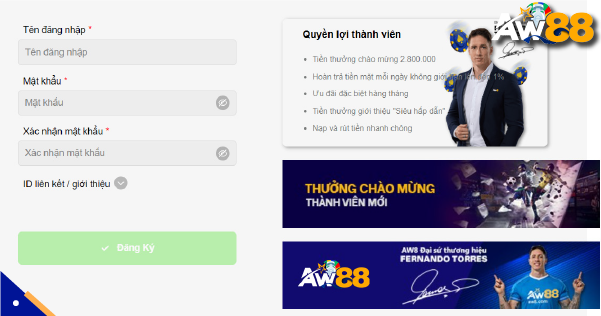 Tên đăng nhập *
Tên đăng nhập
Mật khẩu *
Mật khẩu
Xác nhận mật khẩu *
Xác nhận mật khẩu
ID liên kết / giới thiệu
Đăng Ký
AW88
Quyền lợi thành viên
Tiền thưởng chào mừng 2.800.000
Hoàn trả tiền mặt mỗi ngày không giới hạn lên đến 1%
Ưu đãi đặc biệt hàng tháng
Tiền thưởng giới thiệu "Siêu hấp dẫn"
Nạp và rút tiền nhanh chóng
THƯỞNG CHÀO MỪNG
THÀNH VIÊN MỚI
AW88
AW8 Đại sứ thương hiệu
FERNANDO TORRES
AW88